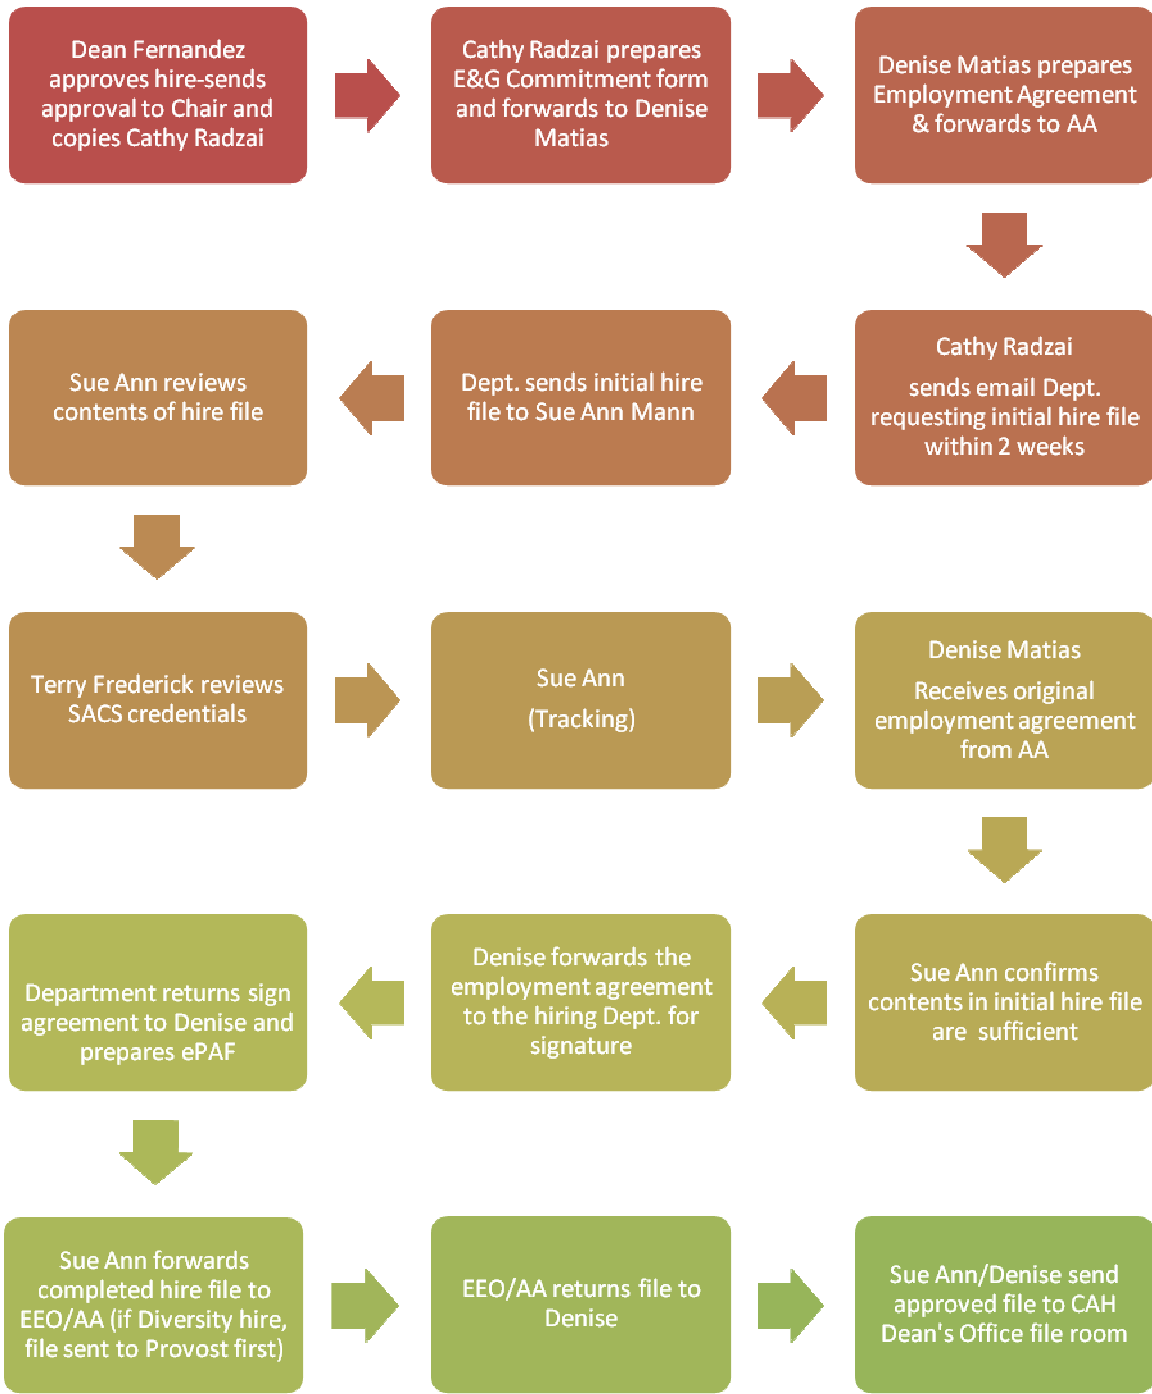 Dean Fernandez
approves hire-sends
approval to Chair and
copies Cathy Radzai
Cathy Radzai prepares
E&G Commitment form
and forwards to Denise
Matias
Denise Matias prepares
Employment Agreement
& forwards to AA
Cathy Radzai
sends email Dept.
requesting initial hire file
within 2 weeks
Dept. sends initial hire
file to Sue Ann Mann
Sue Ann reviews
contents of hire file
Terry Frederick reviews
SACS credentials
Sue Ann
(Tracking)
Denise Matias
Receives original
employment agreement
from AA
Sue Ann confirms
contents in initial hire file
are sufficient
Denise forwards the
employment agreement
to the hiring Dept. for
signature
Department returns sign
agreement to Denise and
prepares ePAF
Sue Ann forwards
completed hire file to
EEO/AA (if Diversity hire,
file sent to Provost first)
EEO/AA returns file to
Denise
Sue Ann/Denise send
approved file to CAH
Dean's Office file room